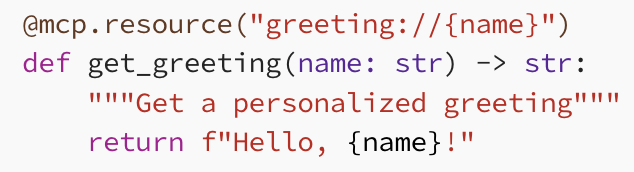 @mcp.resource("greeting://{name}")
def get_greeting(name: str) -> str:
    """Get a personalized greeting"""
    return f"Hello, {name}!"